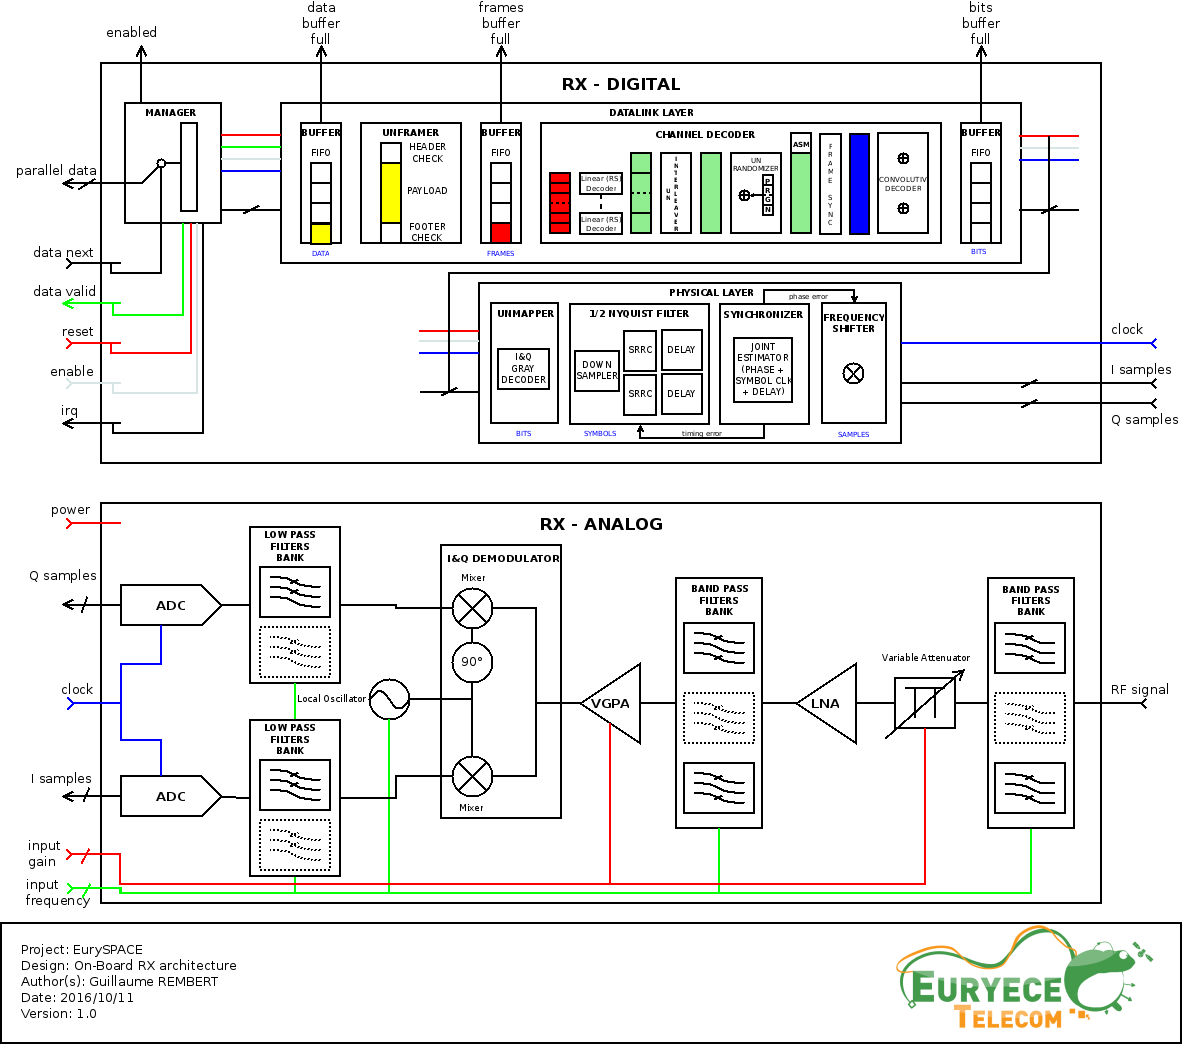 data
buffer
full
frames
buffer
full
bits
buffer
full
enabled
RX - DIGITAL
MANAGER
DATALINK LAYER
BUFFER
FIFO
DATA
UNFRAMER
HEADER
CHECK
PAYLOAD
FOOTER
CHECK
BUFFER
FIFO
FRAMES
CHANNEL DECODER
Linear (RS)
Decoder
Linear (RS)
Decoder
UN
INTERLEAVER
UN
RANDOMIZER
P
R
G
N
ASM
FRAME SYNC
CONVOLUTIV
DECODER
BUFFER
FIFO
BITS
parallel data
data next
data valid
reset
enable
irq
PHYSICAL LAYER
phase error
UNMAPPER
I&Q
GRAY
DECODER
BITS
1/2 NYQUIST FILTER
DOWN
SAMPLER
SRRC
DELAY
SRRC
DELAY
SYMBOLS
timing error
SYNCHRONIZER
JOINT
ESTIMATOR
(PHASE +
SYMBOL CLK
+ DELAY)
FREQUENCY
SHIFTER
SAMPLES
clock
I samples
Q samples
RX - ANALOG
power
Q samples
ADC
clock
I samples
ADC
input
gain
input
frequency
LOW PASS
FILTERS
BANK
LOW PASS
FILTERS
BANK
Local Oscillator
I&Q DEMODULATOR
Mixer
90°
Mixer
VGPA
BAND PASS
FILTERS
BANK
LNA
Variable Attenuator
BAND PASS
FILTERS
BANK
RF signal
Project: EurySPACE
Design: On-Board RX architecture
Author(s): Guillaume REMBERT
Date: 2016/10/11
Version: 1.0
EURYECE
TELECOM